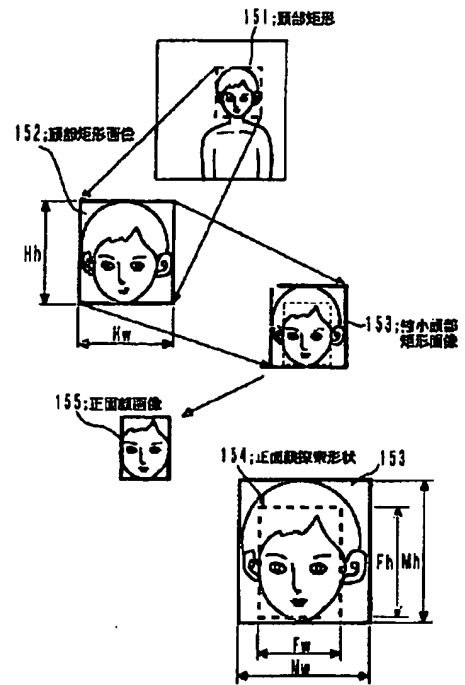 151;頭部矩形
152;頭部矩形画像
Hh
Hw
153;縮小頭部
矩形画像
155;正面顔画像
154;正面顔探索形状
153
Fh
Mh
Fw
Mw